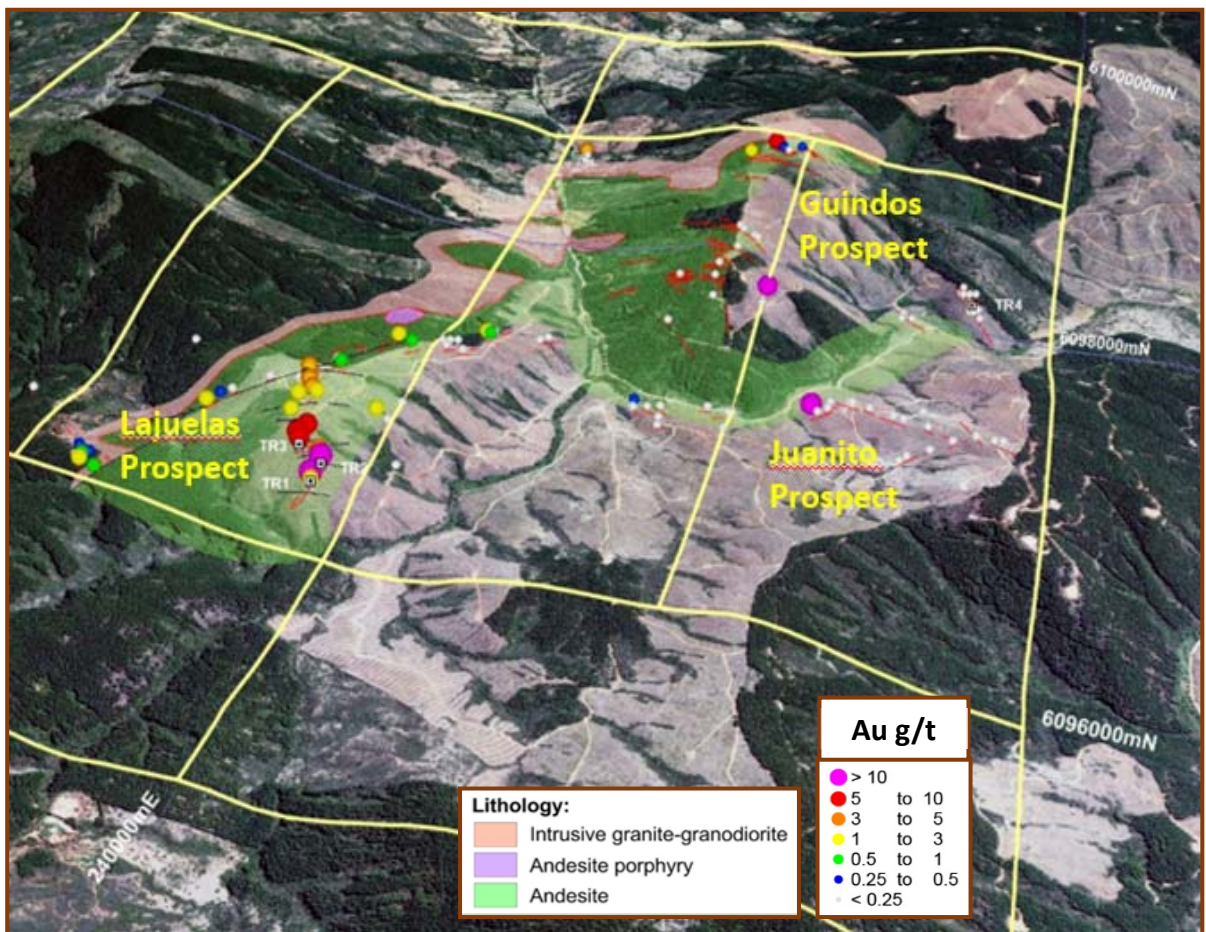 6100000mN
Guindos
Prospect
TR4
6098000mN
Lajuelas
Prospect
TR3
TR2
TR1
Juanito
Prospect
6096000mN
240000mE
Au g/t
> 10
5 to 10
3 to 5
1 to 3
0.5 to 1
0.25 to 0.5
< 0.25
Lithology:
Intrusive granite-granodiorite
Andesite porphyry
Andesite